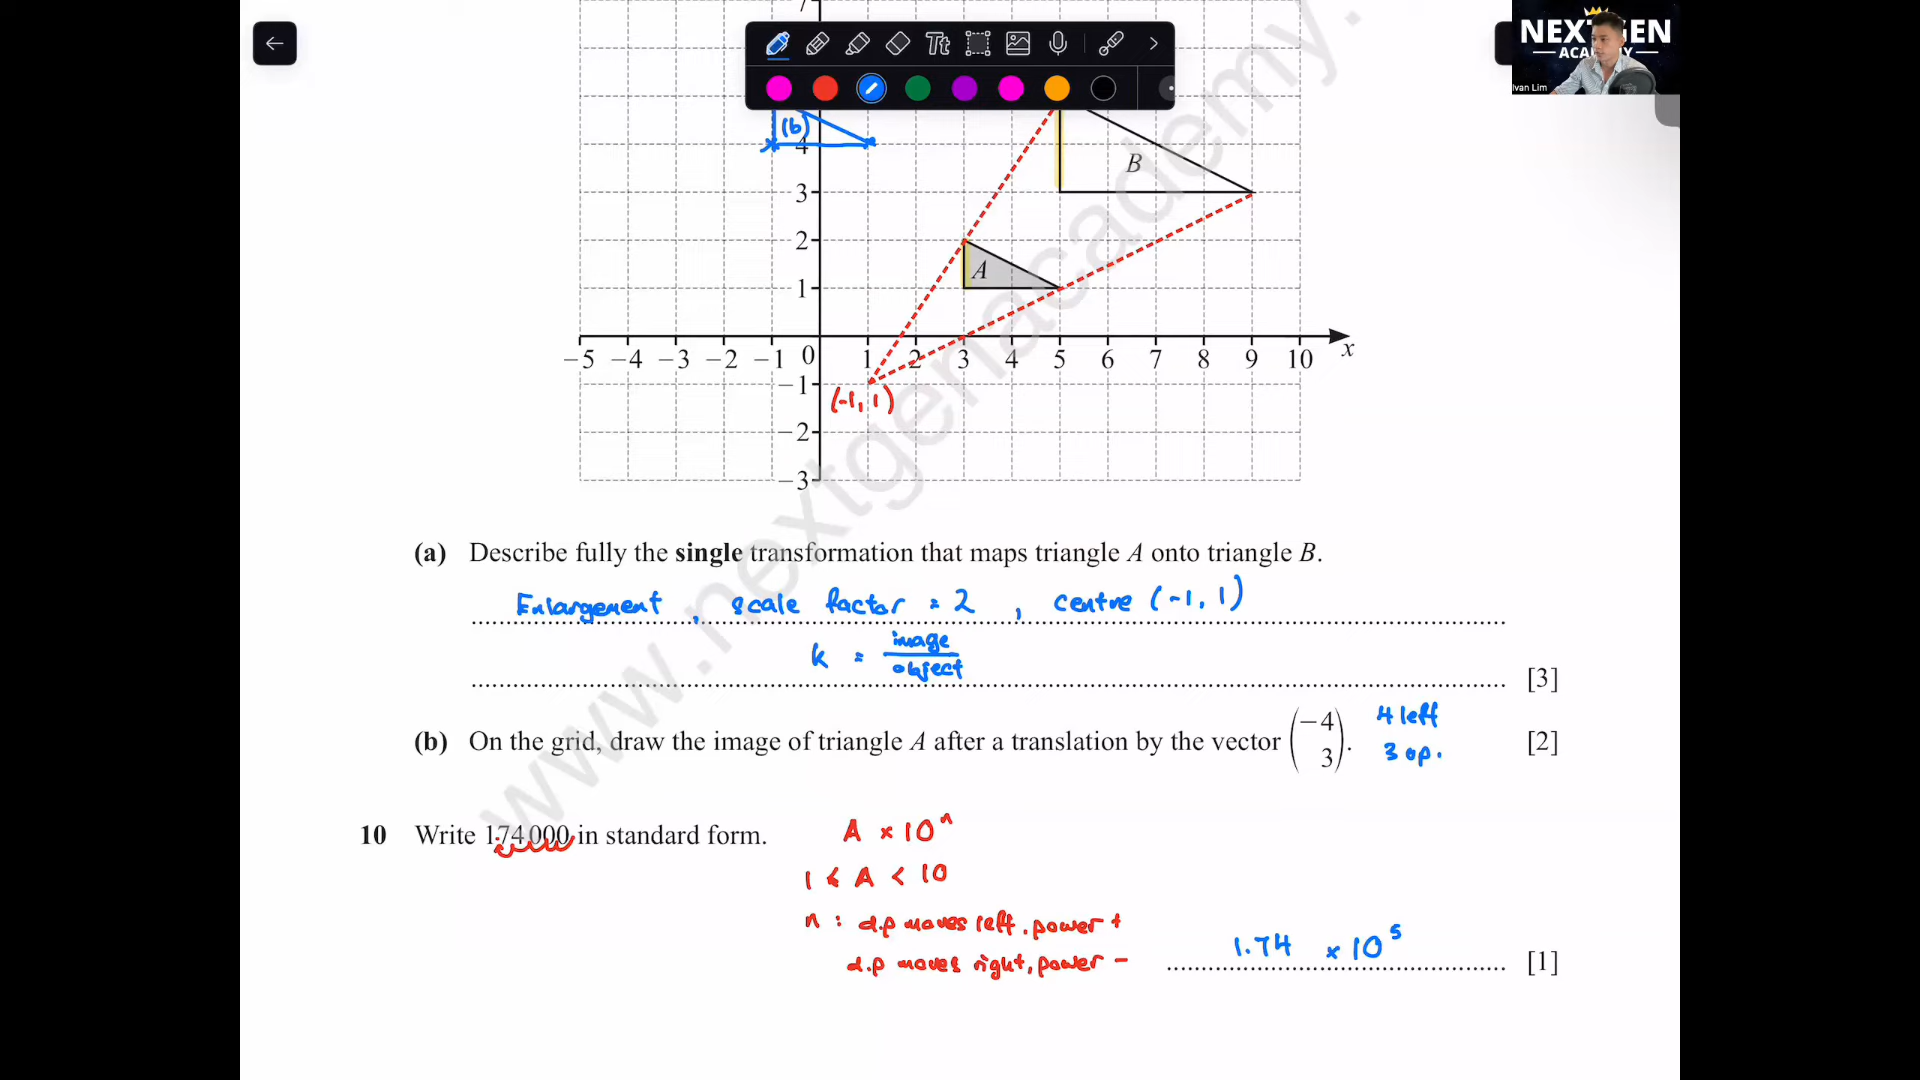 7
NEXTGEN
ACADEMY
Ivan Lim
Tt
(b)
4
B
3
2
A
1
-5 -4 -3 -2 -1 0 1 2 3 4 5 6 7 8 9 10 x
-1
(-1, 1)
-2
-3
www.nextgenacademy.
(a) Describe fully the single transformation that maps triangle A onto triangle B.
Enlargement, scale factor = 2, centre (-1, 1)
k = image/object
[3]
(b) On the grid, draw the image of triangle A after a translation by the vector (-4 3). [2]
4 left
3 up.
10 Write 174 000 in standard form.
A × 10ⁿ
1 ≤ A < 10
n : d.p moves left, power +
d.p moves right, power -
1.74 × 10⁵ [1]